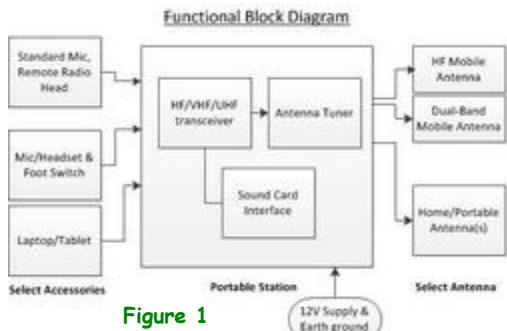 Functional Block Diagram
Standard Mic,
Remote Radio
Head
Mic/Headset &
Foot Switch
Laptop/Tablet
Select Accessories
HF/VHF/UHF
transceiver
Antenna Tuner
Sound Card
Interface
Portable Station
HF Mobile
Antenna
Dual-Band
Mobile Antenna
Home/Portable
Antenna(s)
Select Antenna
12V Supply &
Earth ground
Figure 1